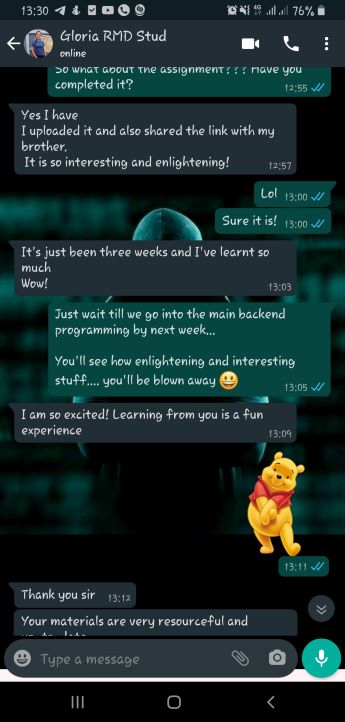 13:30
4G
76%
Gloria RMD Stud
online
So what about the assignment??? Have you
completed it?
12:55
Yes I have
I uploaded it and also shared the link with my
brother.
It is so interesting and enlightening!
12:57
Lol
13:00
Sure it is!
13:00
It's just been three weeks and I've learnt so
much
Wow!
13:03
Just wait till we go into the main backend
programming by next week...
You'll see how enlightening and interesting
stuff.... you'll be blown away
13:05
I am so excited! Learning from you is a fun
experience
13:09
13:11
Thank you sir
13:12
Your materials are very resourceful and
Type a message